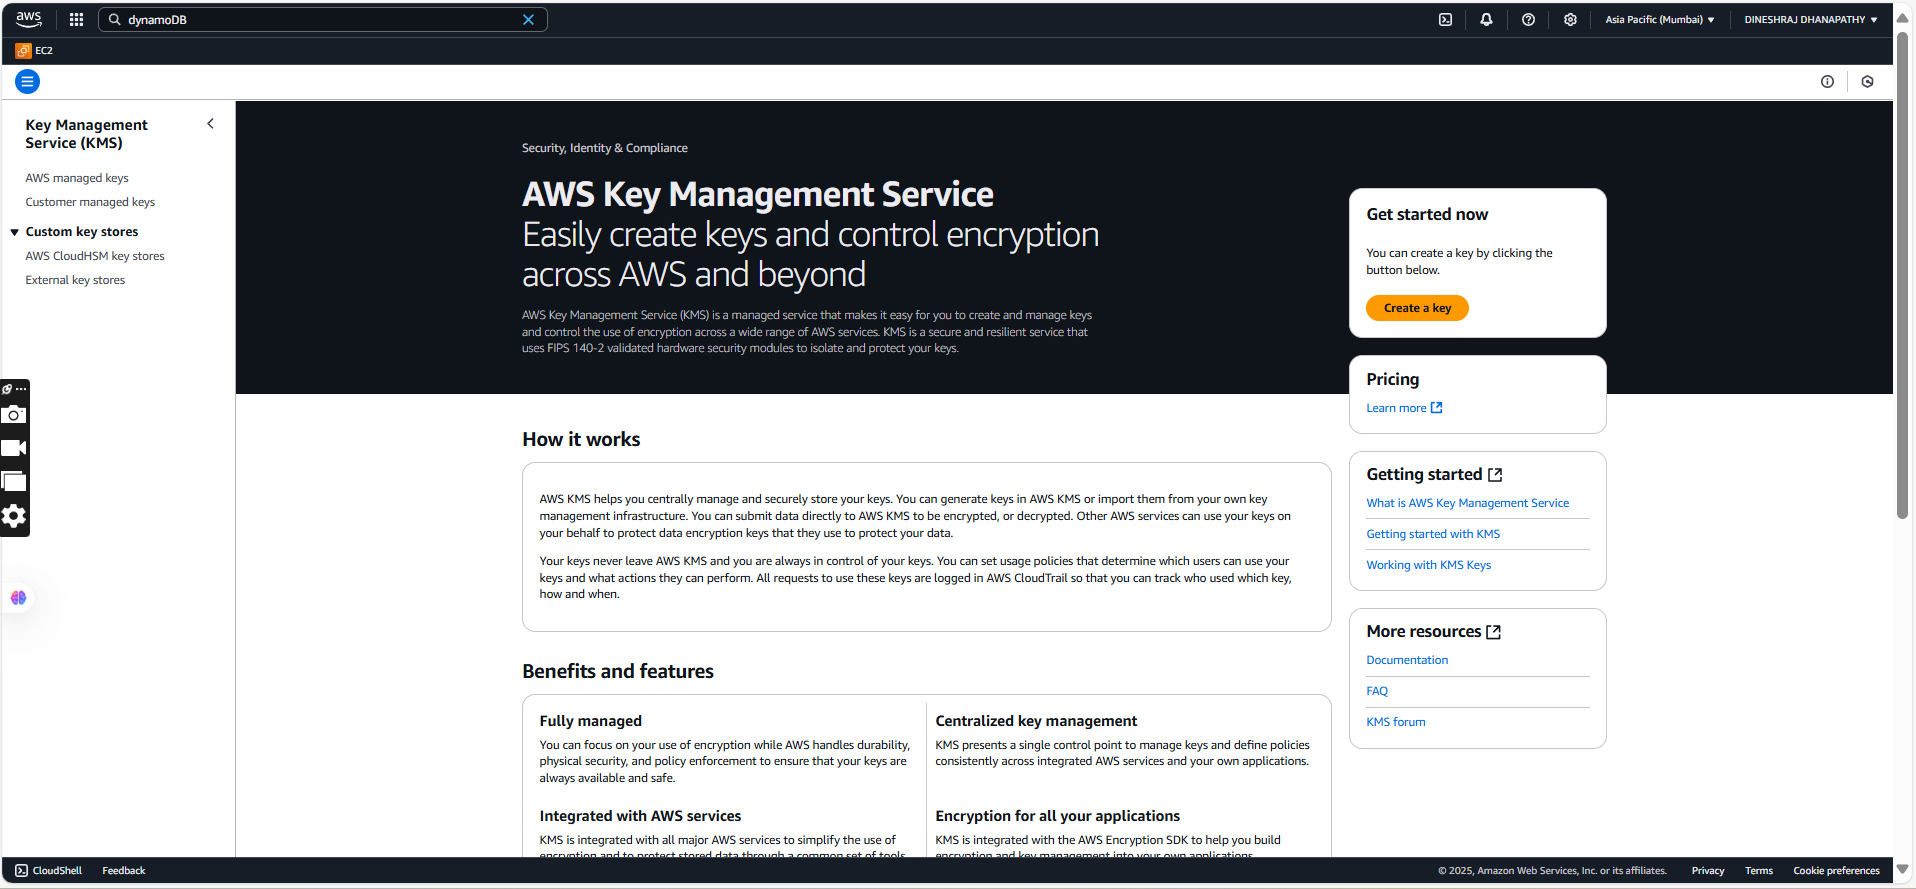 aws
dynamoDB
Asia Pacific (Mumbai)
DINESHRAJ DHANAPATHY
EC2
Key Management
Service (KMS)
AWS managed keys
Customer managed keys
Custom key stores
AWS CloudHSM key stores
External key stores
Security, Identity & Compliance
AWS Key Management Service
Easily create keys and control encryption
across AWS and beyond
AWS Key Management Service (KMS) is a managed service that makes it easy for you to create and manage keys
and control the use of encryption across a wide range of AWS services. KMS is a secure and resilient service that
uses FIPS 140-2 validated hardware security modules to isolate and protect your keys.
Get started now
You can create a key by clicking the
button below.
Create a key
Pricing
Learn more
How it works
AWS KMS helps you centrally manage and securely store your keys. You can generate keys in AWS KMS or import them from your own key
management infrastructure. You can submit data directly to AWS KMS to be encrypted, or decrypted. Other AWS services can use your keys on
your behalf to protect data encryption keys that they use to protect your data.
Your keys never leave AWS KMS and you are always in control of your keys. You can set usage policies that determine which users can use your
keys and what actions they can perform. All requests to use these keys are logged in AWS CloudTrail so that you can track who used which key,
how and when.
Getting started
What is AWS Key Management Service
Getting started with KMS
Working with KMS Keys
More resources
Documentation
FAQ
KMS forum
Benefits and features
Fully managed
You can focus on your use of encryption while AWS handles durability,
physical security, and policy enforcement to ensure that your keys are
always available and safe.
Centralized key management
KMS presents a single control point to manage keys and define policies
consistently across integrated AWS services and your own applications.
Integrated with AWS services
KMS is integrated with all major AWS services to simplify the use of
encryption and to protect stored data through a common set of tools
Encryption for all your applications
KMS is integrated with the AWS Encryption SDK to help you build
encryption and key management into your own applications
CloudShell
Feedback
© 2025, Amazon Web Services, Inc. or its affiliates.
Privacy
Terms
Cookie preferences